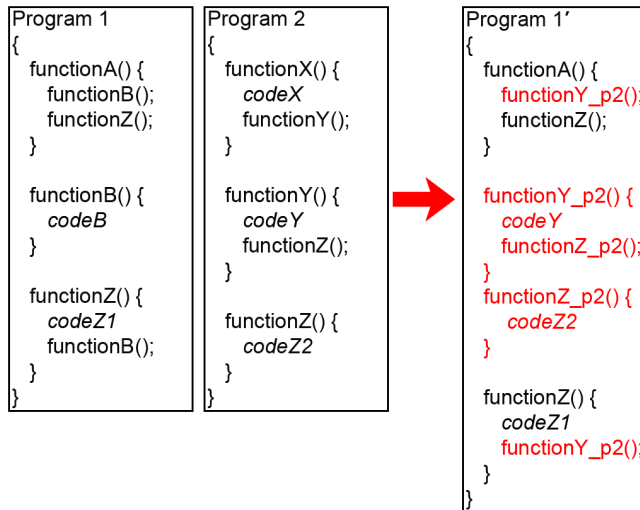 Program 1
{
functionA() {
functionB();
functionZ();
}
functionB() {
codeB
}
functionZ() {
codeZ1
functionB();
}
}
Program 2
{
functionX() {
codeX
functionY();
}
functionY() {
codeY
functionZ();
}
functionZ() {
codeZ2
}
}
Program 1′
{
functionA() {
functionY_p2();
functionZ();
}
functionY_p2() {
codeY
functionZ_p2();
}
functionZ_p2() {
codeZ2
}
functionZ() {
codeZ1
functionY_p2();
}
}